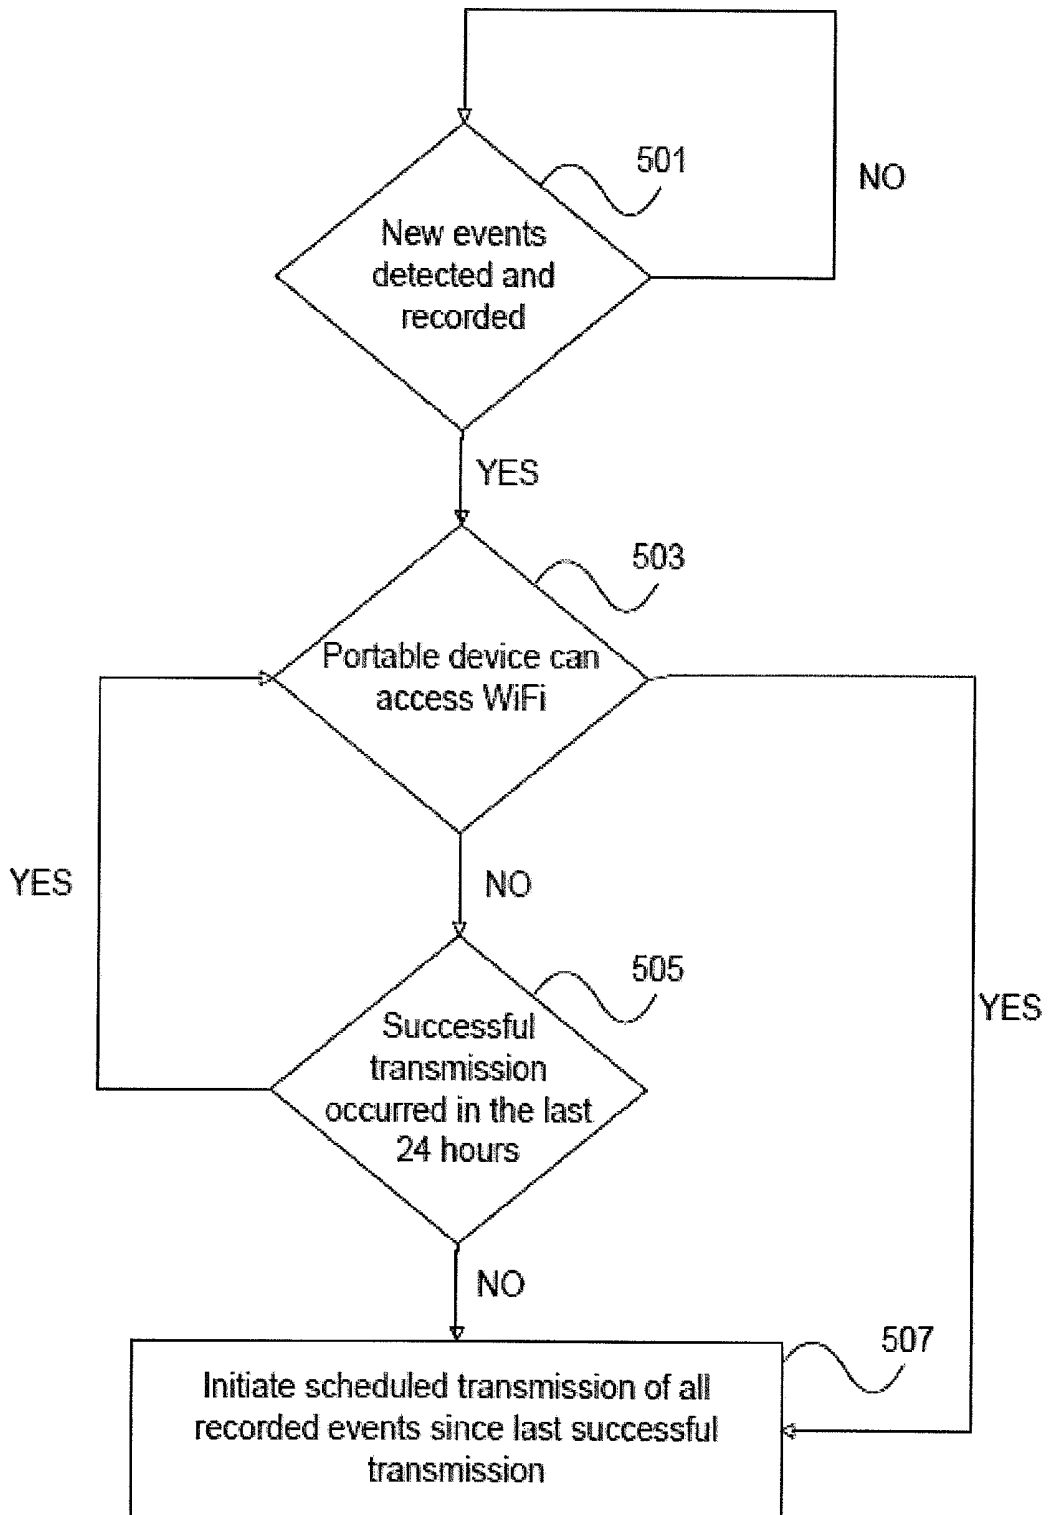 501
NO
New events
detected and
recorded
YES
503
Portable device can
access WiFi
YES
NO
505
YES
Successful
transmission
occurred in the last
24 hours
NO
507
Initiate scheduled transmission of all
recorded events since last successful
transmission